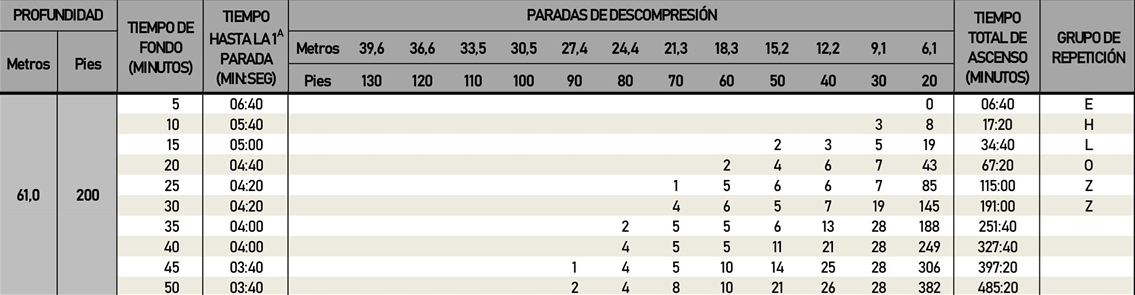 PROFUNDIDAD TIEMPO DE FONDO (MINUTOS) TIEMPO HASTA LA 1ª PARADA (MIN:SEG) PARADAS DE DESCOMPRESIÓN TIEMPO TOTAL DE ASCENSO (MINUTOS) GRUPO DE REPETICIÓN
Metros Pies Metros 39,6 36,6 33,5 30,5 27,4 24,4 21,3 18,3 15,2 12,2 9,1 6,1
Pies 130 120 110 100 90 80 70 60 50 40 30 20
61,0 200
5 06:40 0 06:40 E
10 05:40 3 8 17:20 H
15 05:00 2 3 5 19 34:40 L
20 04:40 2 4 6 7 43 67:20 O
25 04:20 1 5 6 6 7 85 115:00 Z
30 04:20 4 6 5 7 19 145 191:00 Z
35 04:00 2 5 5 6 13 28 188 251:40
40 04:00 4 5 5 11 21 28 249 327:40
45 03:40 1 4 5 10 14 25 28 306 397:20
50 03:40 2 4 8 10 21 26 28 382 485:20